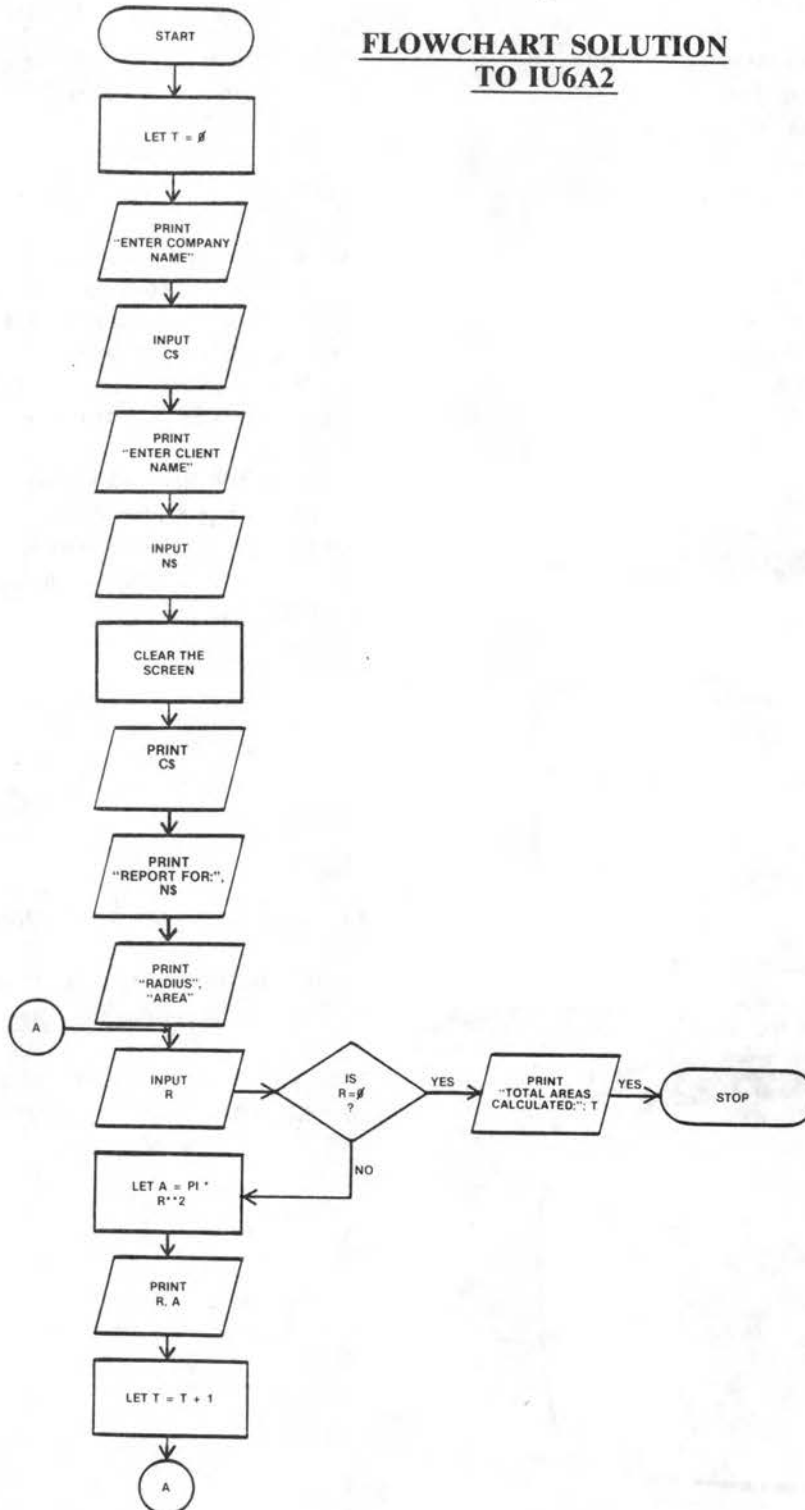 FLOWCHART SOLUTION
TO IU6A2
START
LET T = Ø
PRINT
"ENTER COMPANY
NAME"
INPUT
C$
PRINT
"ENTER CLIENT
NAME"
INPUT
N$
CLEAR THE
SCREEN
PRINT
C$
PRINT
"REPORT FOR:",
N$
PRINT
"RADIUS",
"AREA"
A
INPUT
R
IS
R=Ø
?
YES
PRINT
"TOTAL AREAS
CALCULATED:"; T
YES
STOP
NO
LET A = PI *
R**2
PRINT
R, A
LET T = T + 1
A